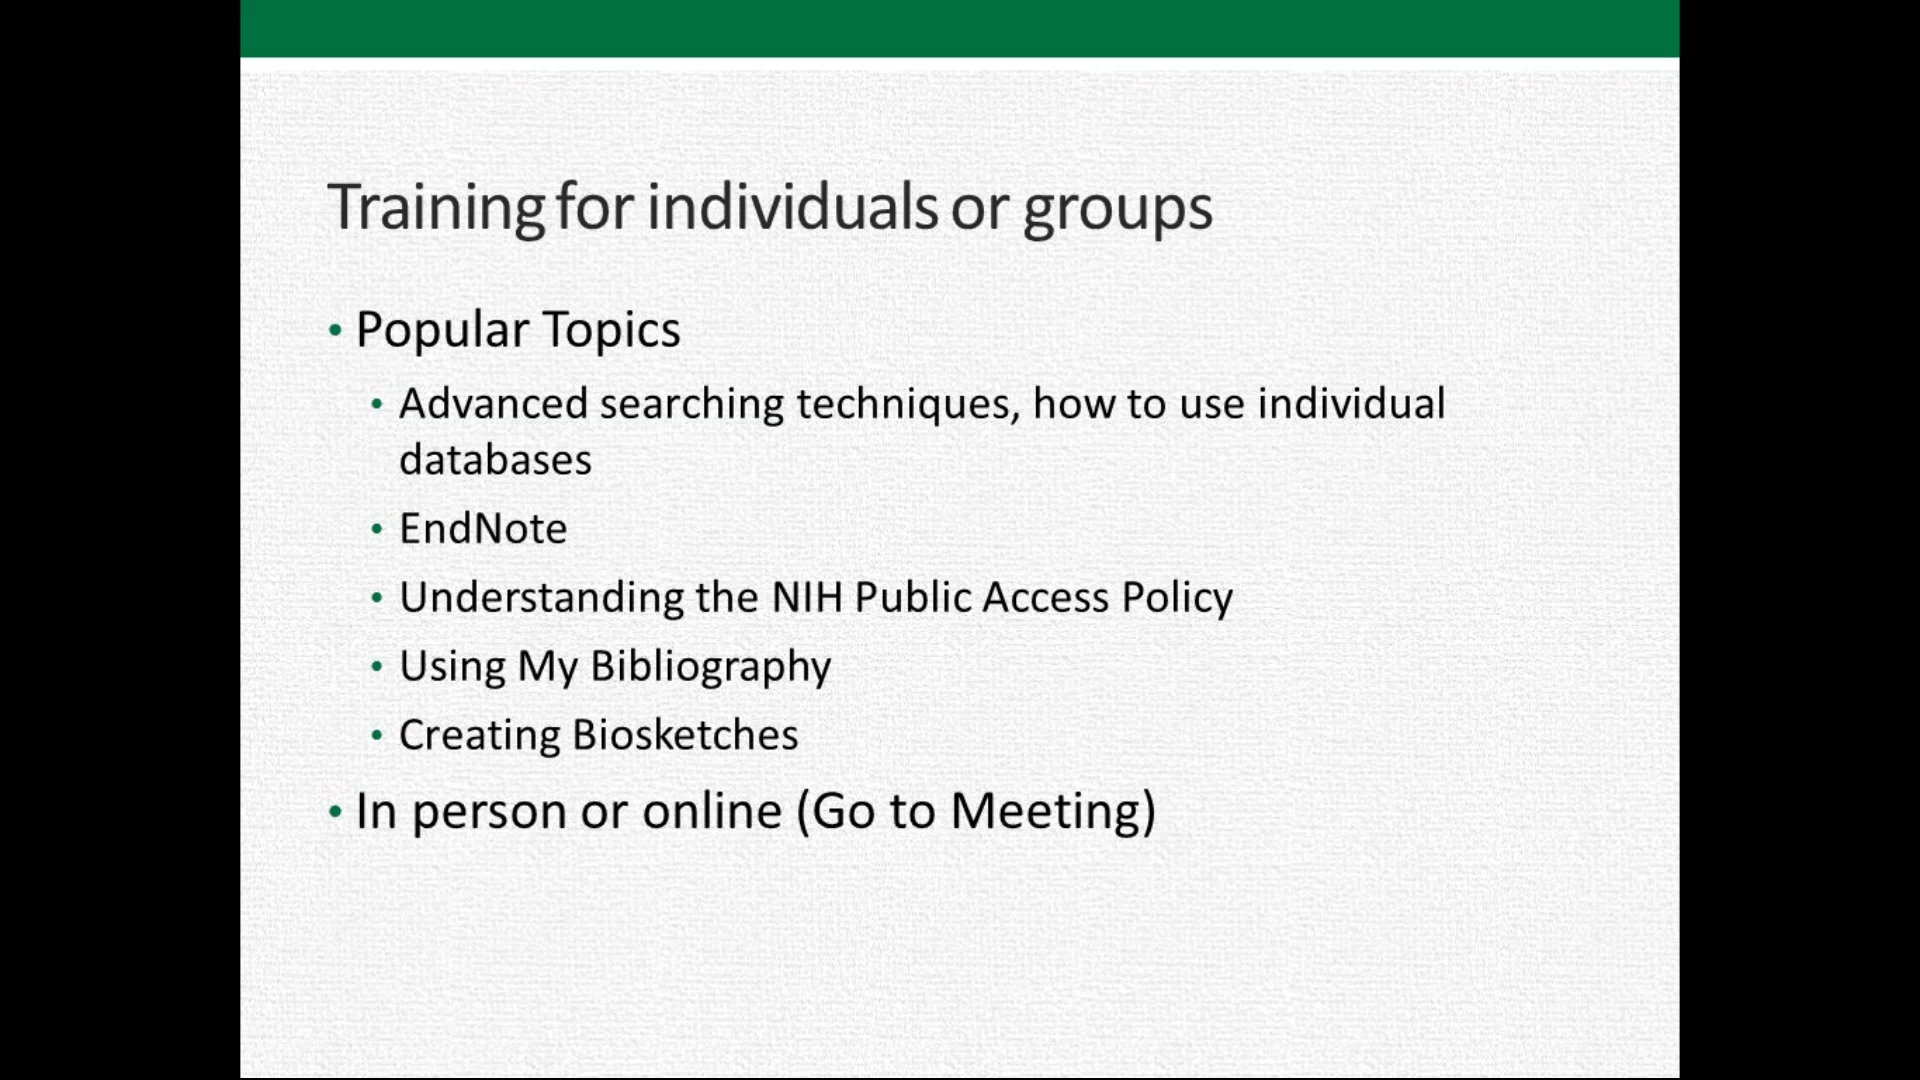 Training for individuals or groups
• Popular Topics
• Advanced searching techniques, how to use individual
databases
• EndNote
• Understanding the NIH Public Access Policy
• Using My Bibliography
• Creating Biosketches
• In person or online (Go to Meeting)